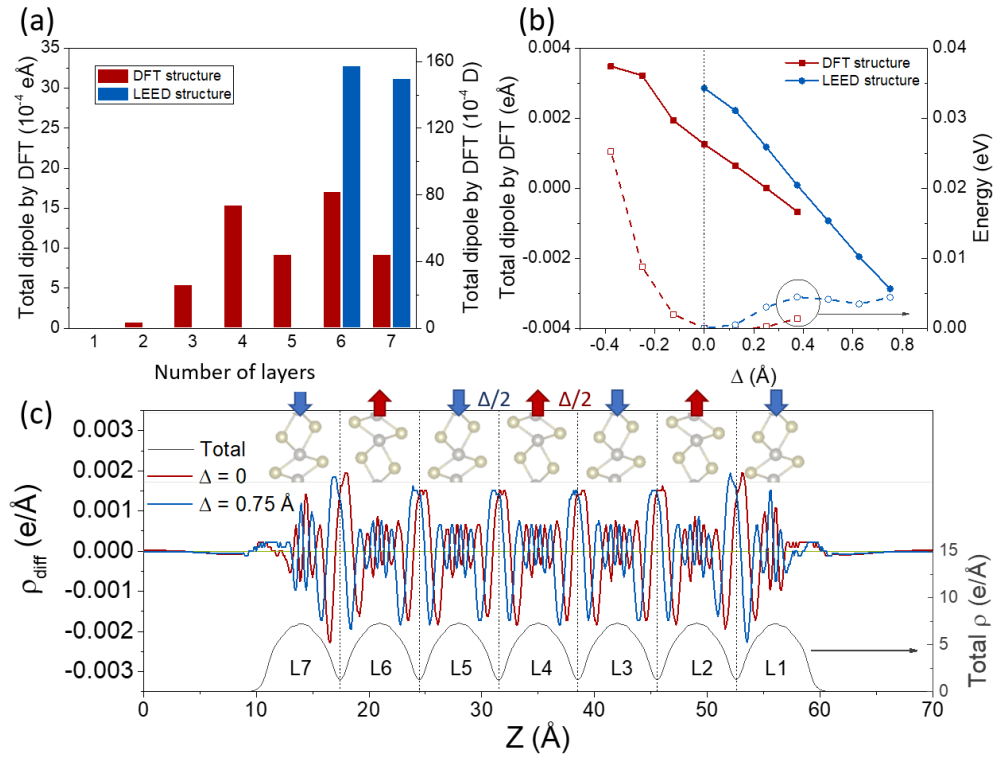 (a)
35
30
25
20
15
10
5
0
Total dipole by DFT (10⁻⁴ eÅ)
DFT structure
LEED structure
160
120
80
40
0
Total dipole by DFT (10⁻⁴ D)
1 2 3 4 5 6 7
Number of layers
(b)
0.004
0.002
0.000
-0.002
-0.004
Total dipole by DFT (eÅ)
DFT structure
LEED structure
0.04
0.03
0.02
0.01
0.00
Energy (eV)
-0.4 -0.2 0.0 0.2 0.4 0.6 0.8
Δ (Å)
(c)
Δ/2 Δ/2
0.003
0.002
0.001
0.000
-0.001
-0.002
-0.003
ρdiff (e/Å)
Total
Δ = 0
Δ = 0.75 Å
15
10
7
5
0
Total ρ (e/Å)
L7 L6 L5 L4 L3 L2 L1
0 10 20 30 40 50 60 70
Z (Å)